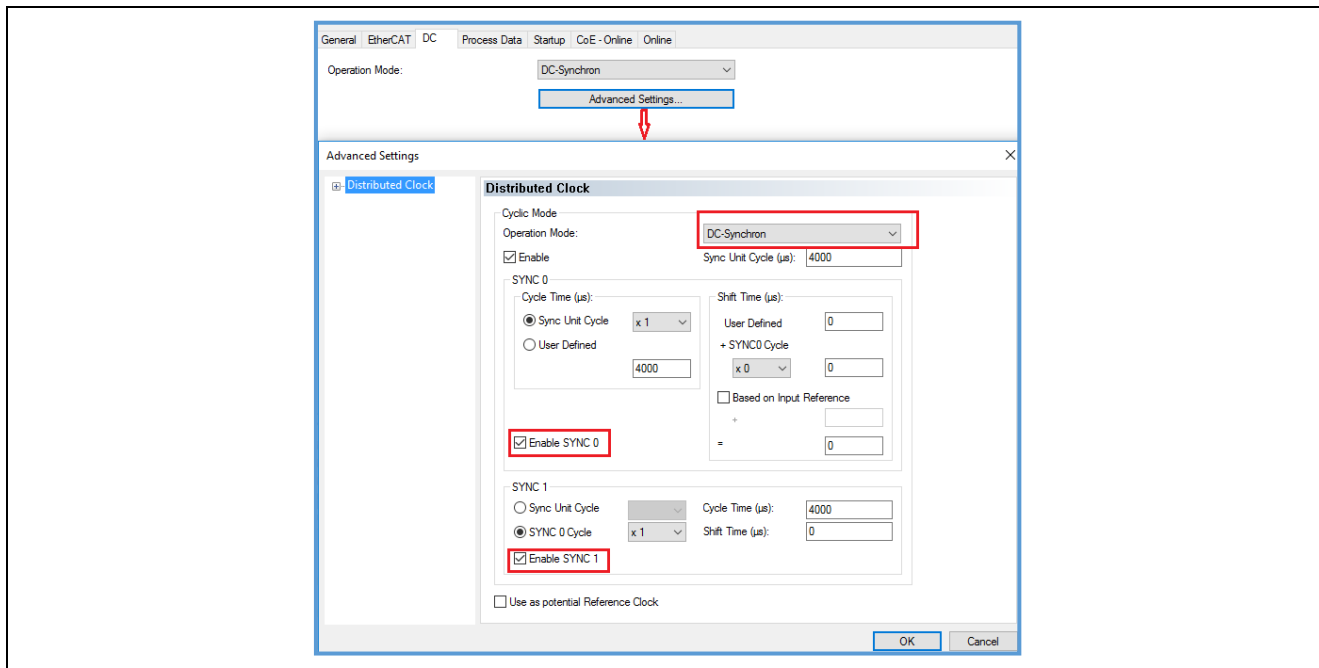 General EtherCAT DC Process Data Startup CoE - Online Online
Operation Mode: DC-Synchron
Advanced Settings...
Advanced Settings
Distributed Clock
Distributed Clock
Cyclic Mode
Operation Mode: DC-Synchron
Enable Sync Unit Cycle (µs): 4000
SYNC 0
Cycle Time (µs): Shift Time (µs):
Sync Unit Cycle x 1 User Defined 0
User Defined + SYNC0 Cycle
4000 x 0 0
Based on Input Reference
+
Enable SYNC 0 = 0
SYNC 1
Sync Unit Cycle Cycle Time (µs): 4000
SYNC 0 Cycle x 1 Shift Time (µs): 0
Enable SYNC 1
Use as potential Reference Clock
OK Cancel